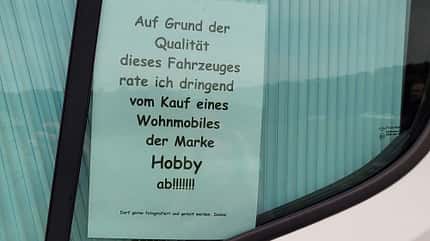 Auf Grund der
Qualität
dieses Fahrzeuges
rate ich dringend
vom Kauf eines
Wohnmobiles
der Marke
Hobby
ab!!!!!!!
Darf gerne fotografiert und geteilt werden. Danke